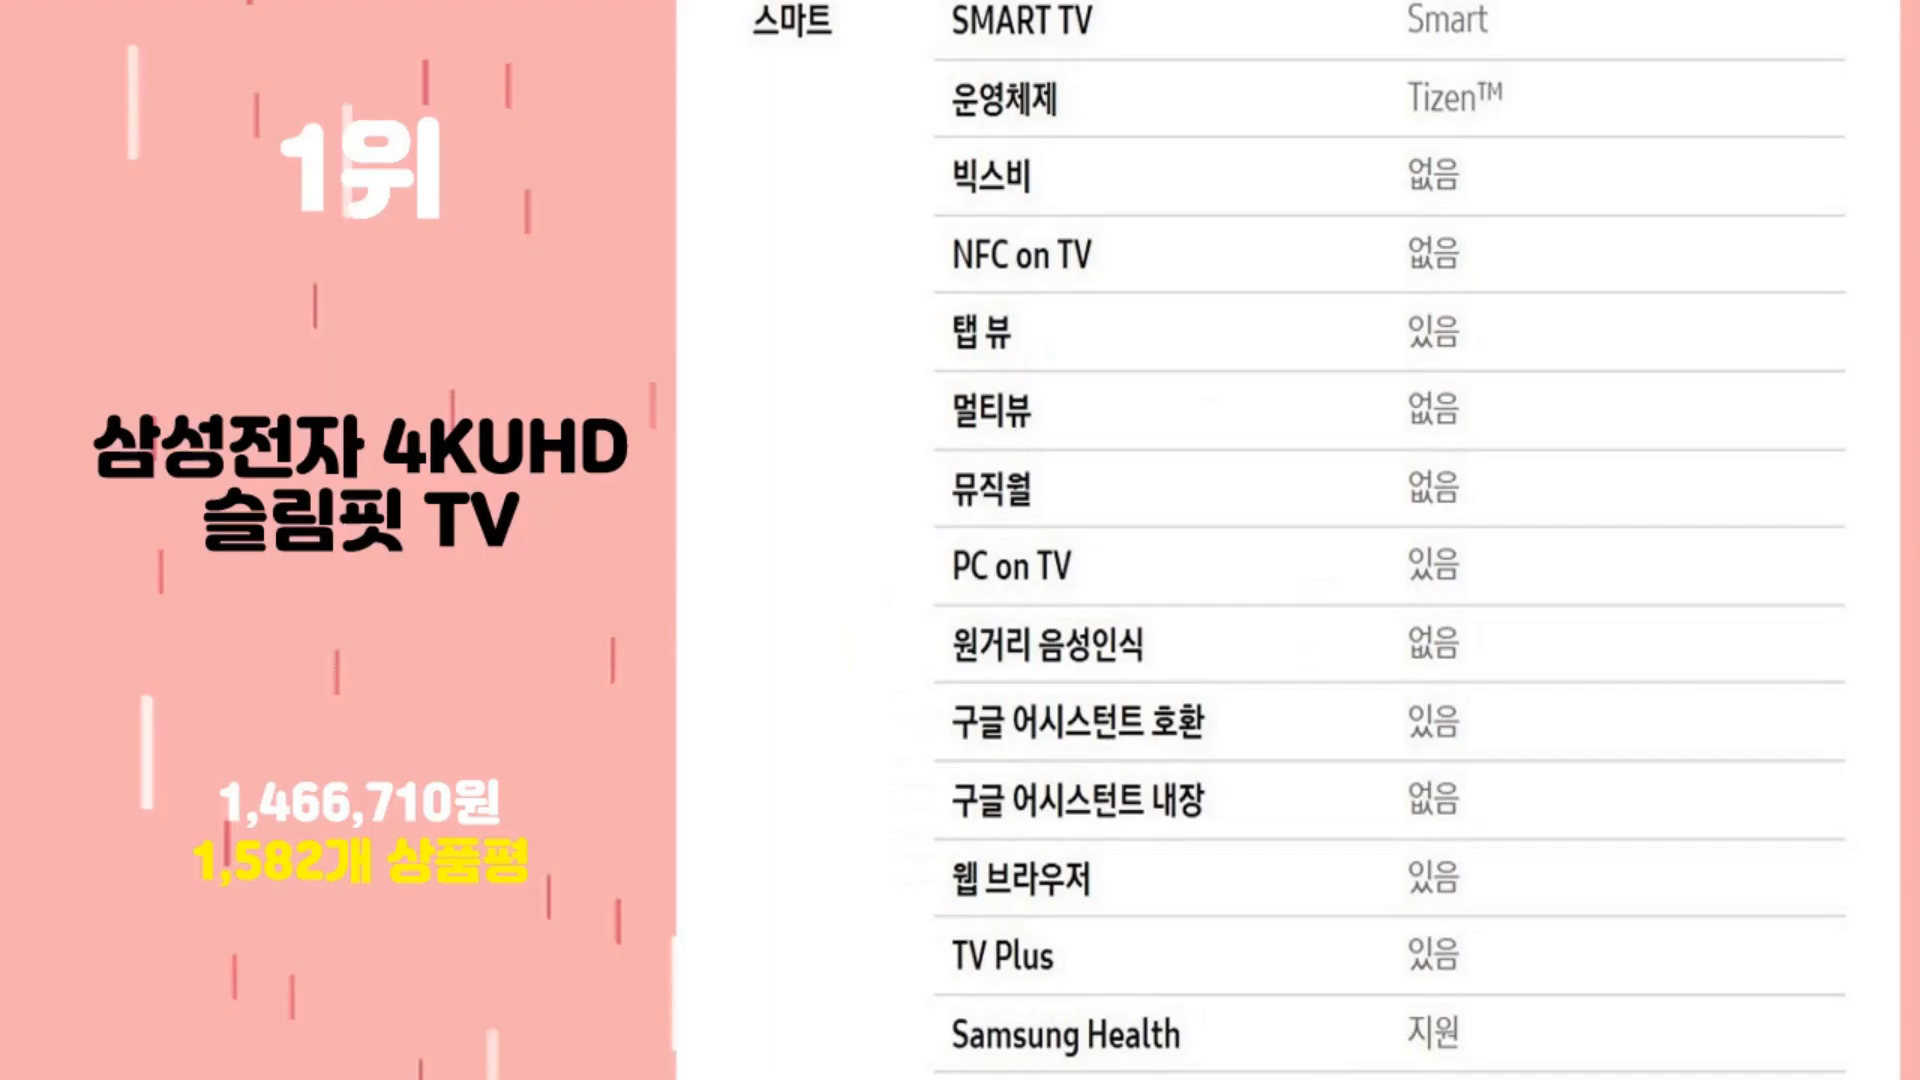 1위
삼성전자 4KUHD
슬림핏 TV
1,466,710원
1,582개 상품평
스마트 SMART TV Smart
운영체제 Tizen™
빅스비 없음
NFC on TV 없음
탭 뷰 있음
멀티뷰 없음
뮤직월 없음
PC on TV 있음
원거리 음성인식 없음
구글 어시스턴트 호환 있음
구글 어시스턴트 내장 없음
웹 브라우저 있음
TV Plus 있음
Samsung Health 지원